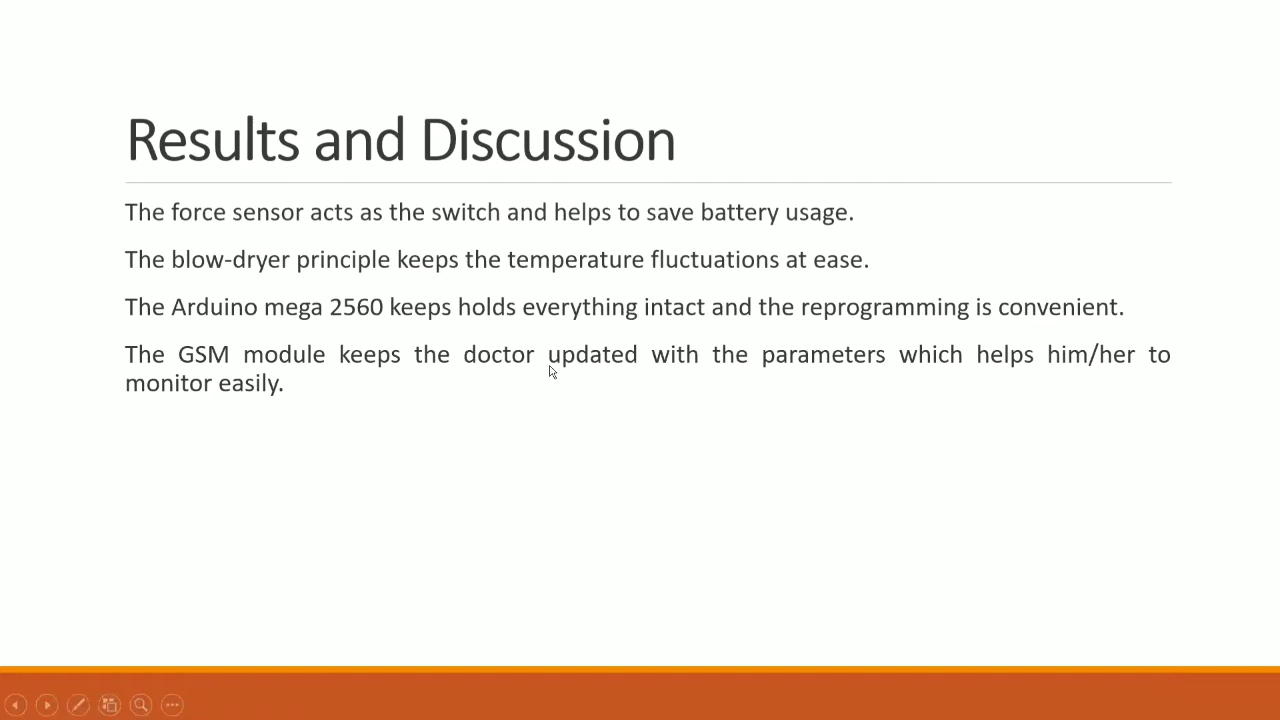 Results and Discussion
The force sensor acts as the switch and helps to save battery usage.
The blow-dryer principle keeps the temperature fluctuations at ease.
The Arduino mega 2560 keeps holds everything intact and the reprogramming is convenient.
The GSM module keeps the doctor updated with the parameters which helps him/her to
monitor easily.